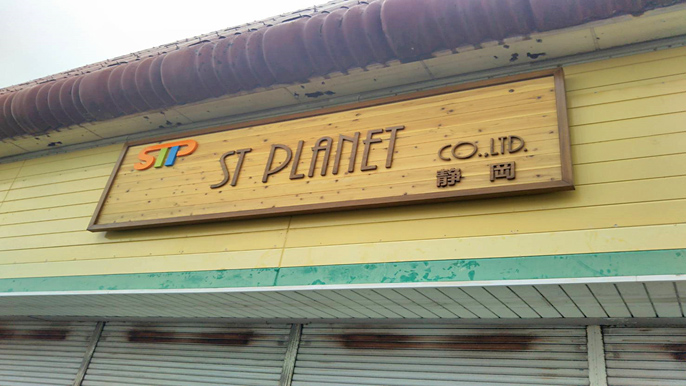 STP ST PLANET CO.,LTD.
静岡